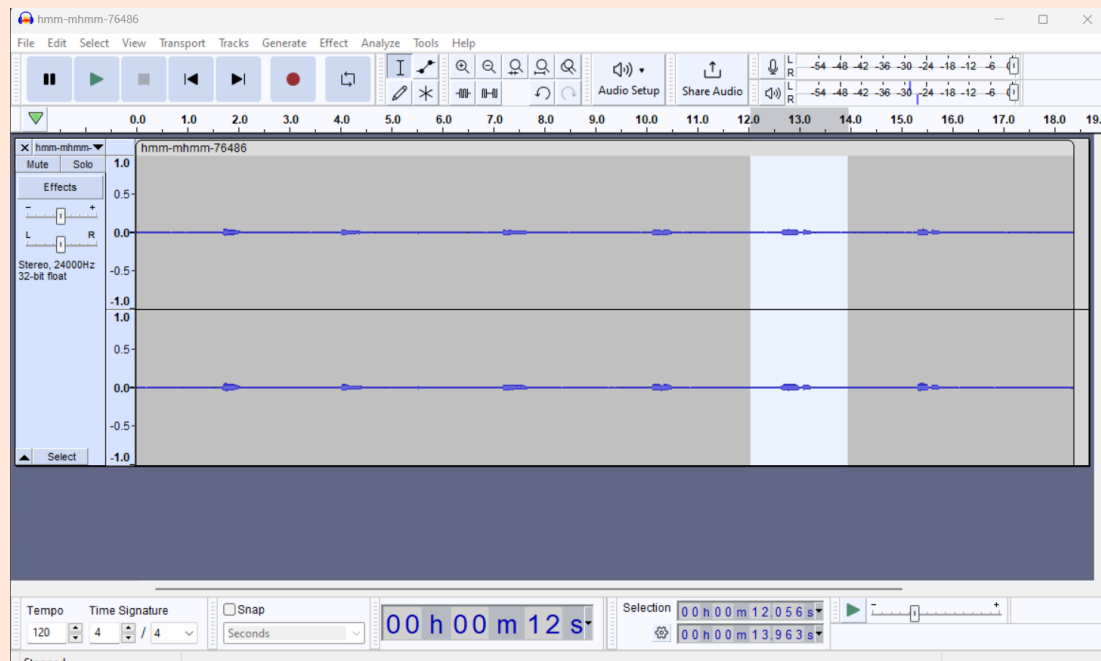 hmm-mhmm-76486
File Edit Select View Transport Tracks Generate Effect Analyze Tools Help
L
R
-54 -48 -42 -36 -30 -24 -18 -12 -6 0
Audio Setup
Share Audio
L
R
-54 -48 -42 -36 -30 -24 -18 -12 -6 0
0.0 1.0 2.0 3.0 4.0 5.0 6.0 7.0 8.0 9.0 10.0 11.0 12.0 13.0 14.0 15.0 16.0 17.0 18.0 19.
hmm-mhmm-
hmm-mhmm-76486
Mute Solo
Effects
- +
L R
Stereo, 24000Hz
32-bit float
Select
1.0
0.5
0.0
-0.5
-1.0
1.0
0.5
0.0
-0.5
-1.0
Tempo
120
Time Signature
4 / 4
Snap
Seconds
00 h 00 m 12 s
Selection
00 h 00 m 12.056 s
00 h 00 m 13.963 s
- +